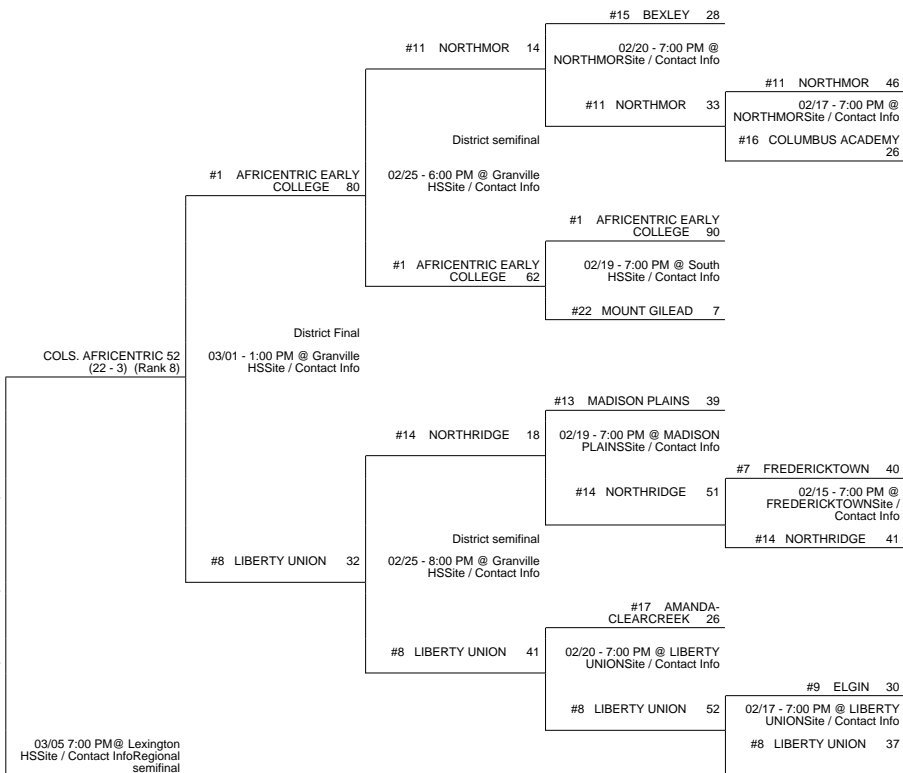 #15 BEXLEY 28
#11 NORTHMOR 14
02/20 - 7:00 PM @
NORTHMORSite / Contact Info
#11 NORTHMOR 46
#11 NORTHMOR 33
02/17 - 7:00 PM @
NORTHMORSite / Contact Info
#16 COLUMBUS ACADEMY
26
District semifinal
02/25 - 6:00 PM @ Granville
HSSite / Contact Info
#1 AFRICENTRIC EARLY
COLLEGE 80
#1 AFRICENTRIC EARLY
COLLEGE 90
#1 AFRICENTRIC EARLY
COLLEGE 62
02/19 - 7:00 PM @ South
HSSite / Contact Info
#22 MOUNT GILEAD 7
District Final
03/01 - 1:00 PM @ Granville
HSSite / Contact Info
COLS. AFRICENTRIC 52
(22 - 3) (Rank 8)
#13 MADISON PLAINS 39
#14 NORTHRIDGE 18
02/19 - 7:00 PM @ MADISON
PLAINSSite / Contact Info
#7 FREDERICKTOWN 40
#14 NORTHRIDGE 51
02/15 - 7:00 PM @
FREDERICKTOWNSite /
Contact Info
#14 NORTHRIDGE 41
District semifinal
02/25 - 8:00 PM @ Granville
HSSite / Contact Info
#8 LIBERTY UNION 32
#17 AMANDA-
CLEARCREEK 26
#8 LIBERTY UNION 41
02/20 - 7:00 PM @ LIBERTY
UNIONSite / Contact Info
#9 ELGIN 30
#8 LIBERTY UNION 52
02/17 - 7:00 PM @ LIBERTY
UNIONSite / Contact Info
#8 LIBERTY UNION 37
03/05 7:00 PM@ Lexington
HSSite / Contact InfoRegional
semifinal